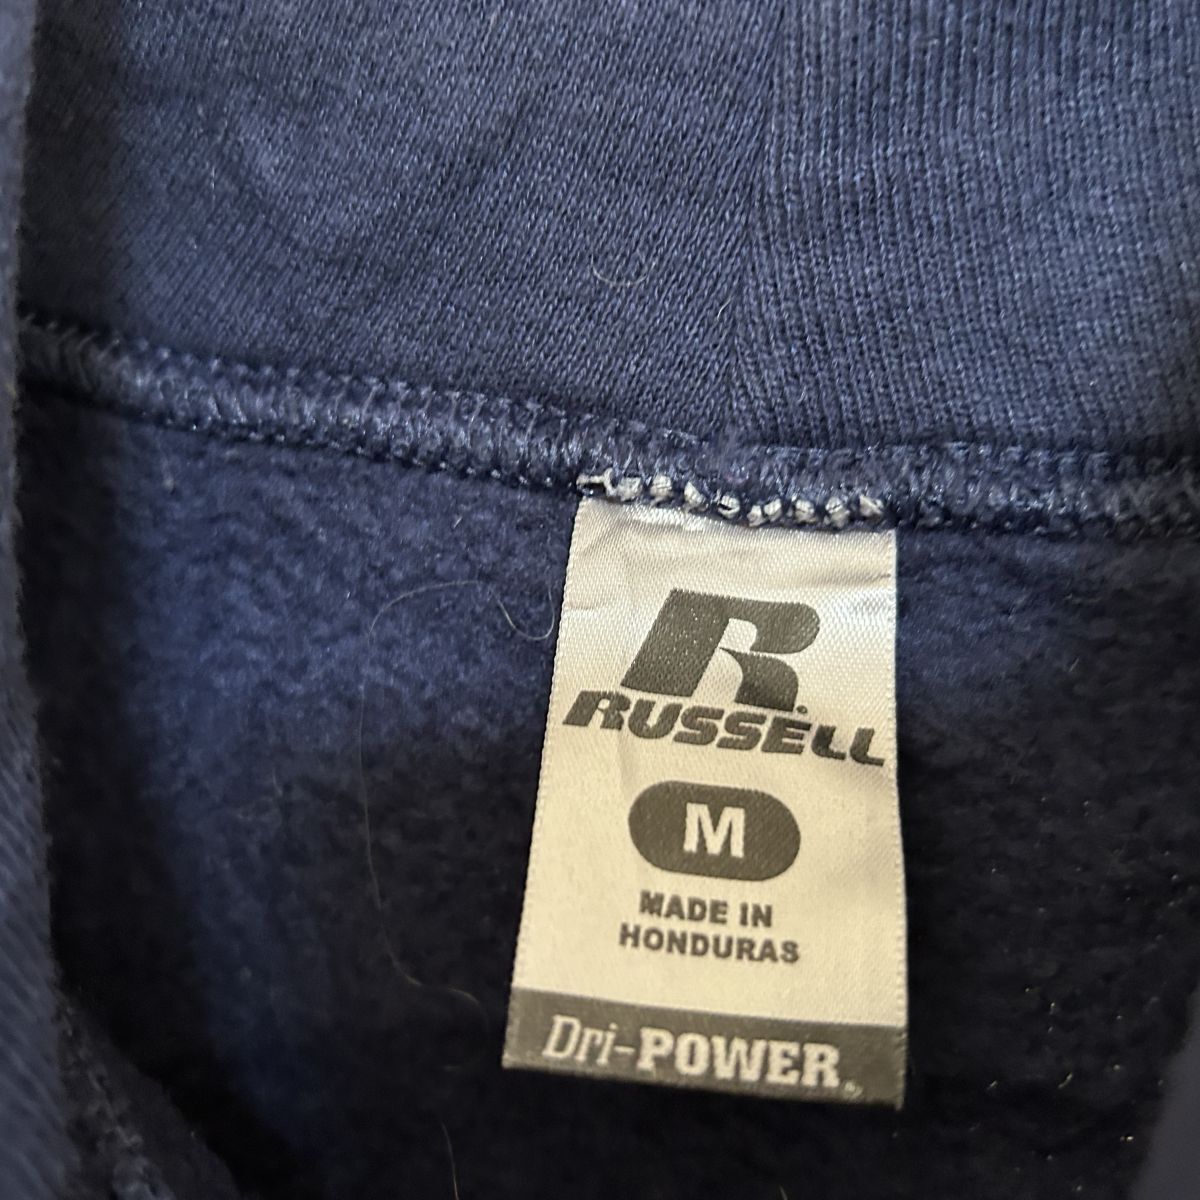 R
RUSSELL
M
MADE IN
HONDURAS
Dri-POWER®